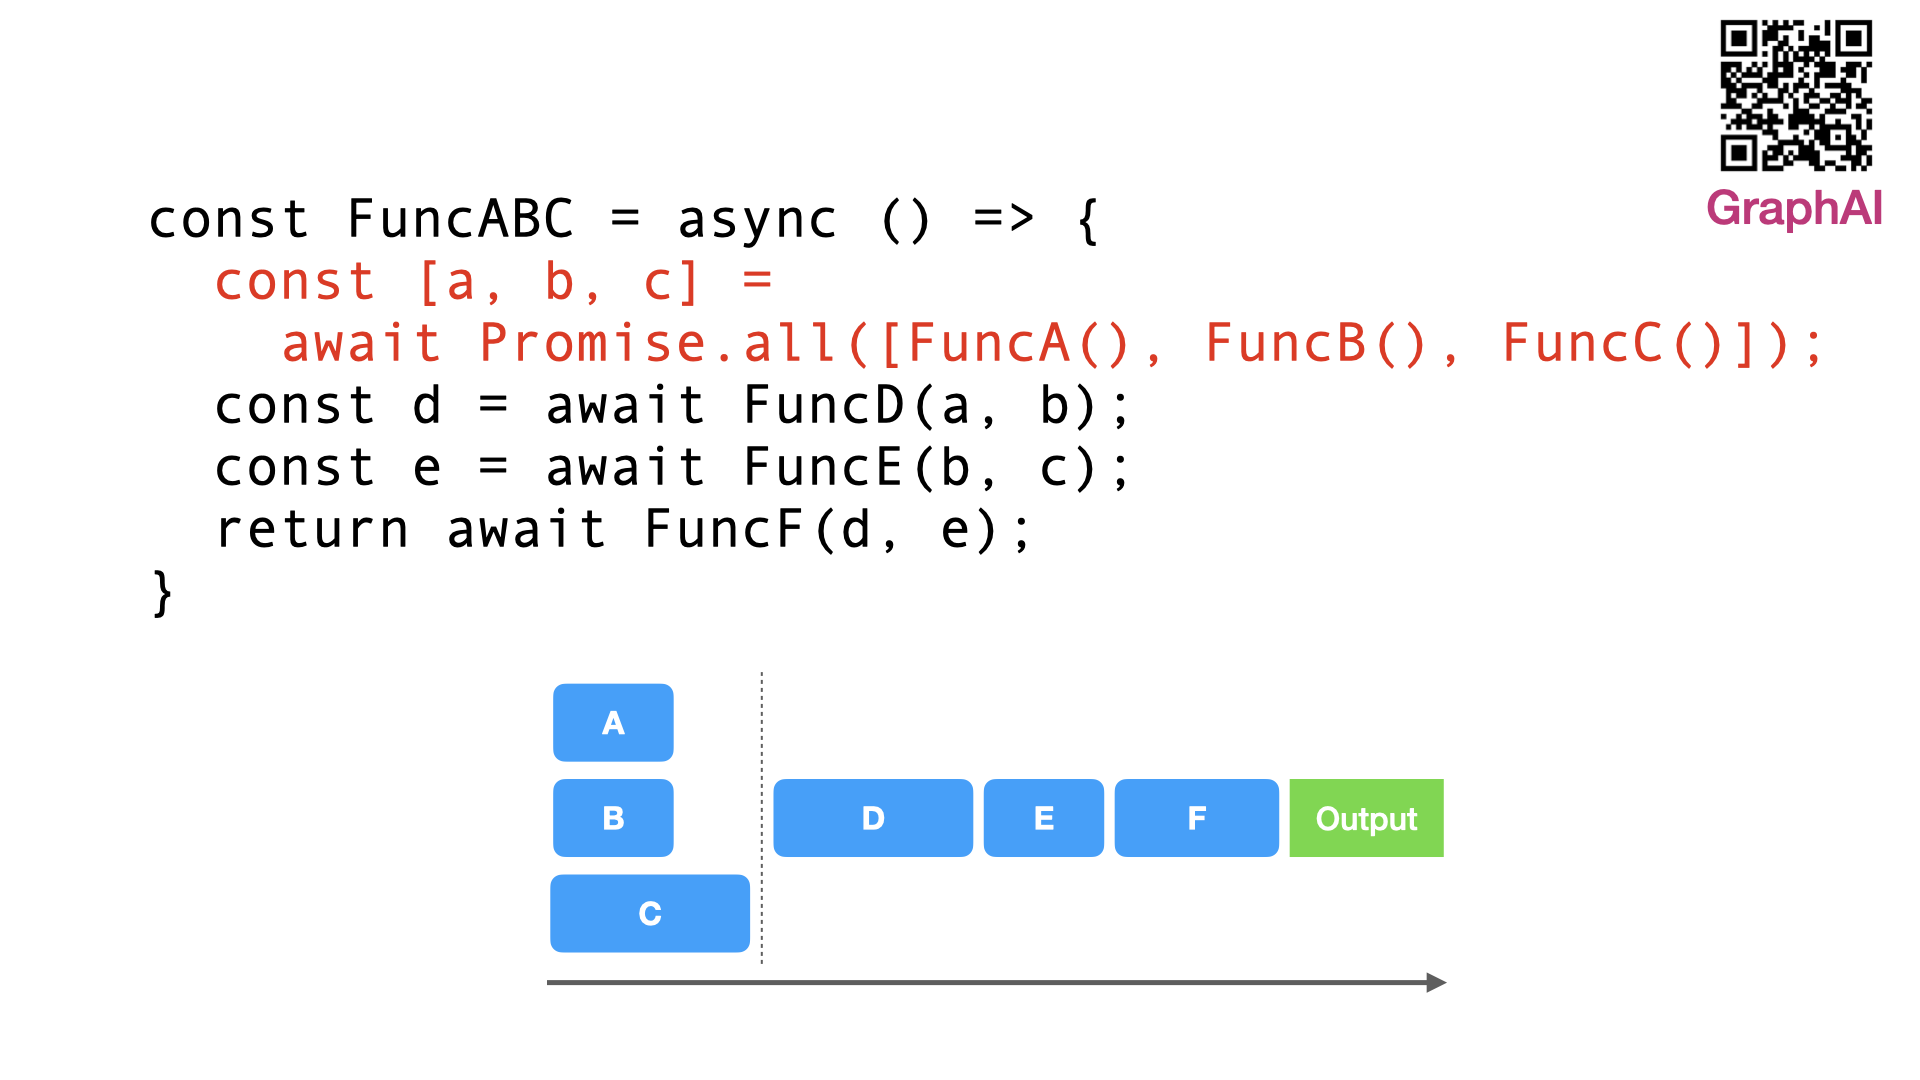 GraphAI
const FuncABC = async () => {
  const [a, b, c] =
    await Promise.all([FuncA(), FuncB(), FuncC()]);
  const d = await FuncD(a, b);
  const e = await FuncE(b, c);
  return await FuncF(d, e);
}
A
B
D E F Output
C